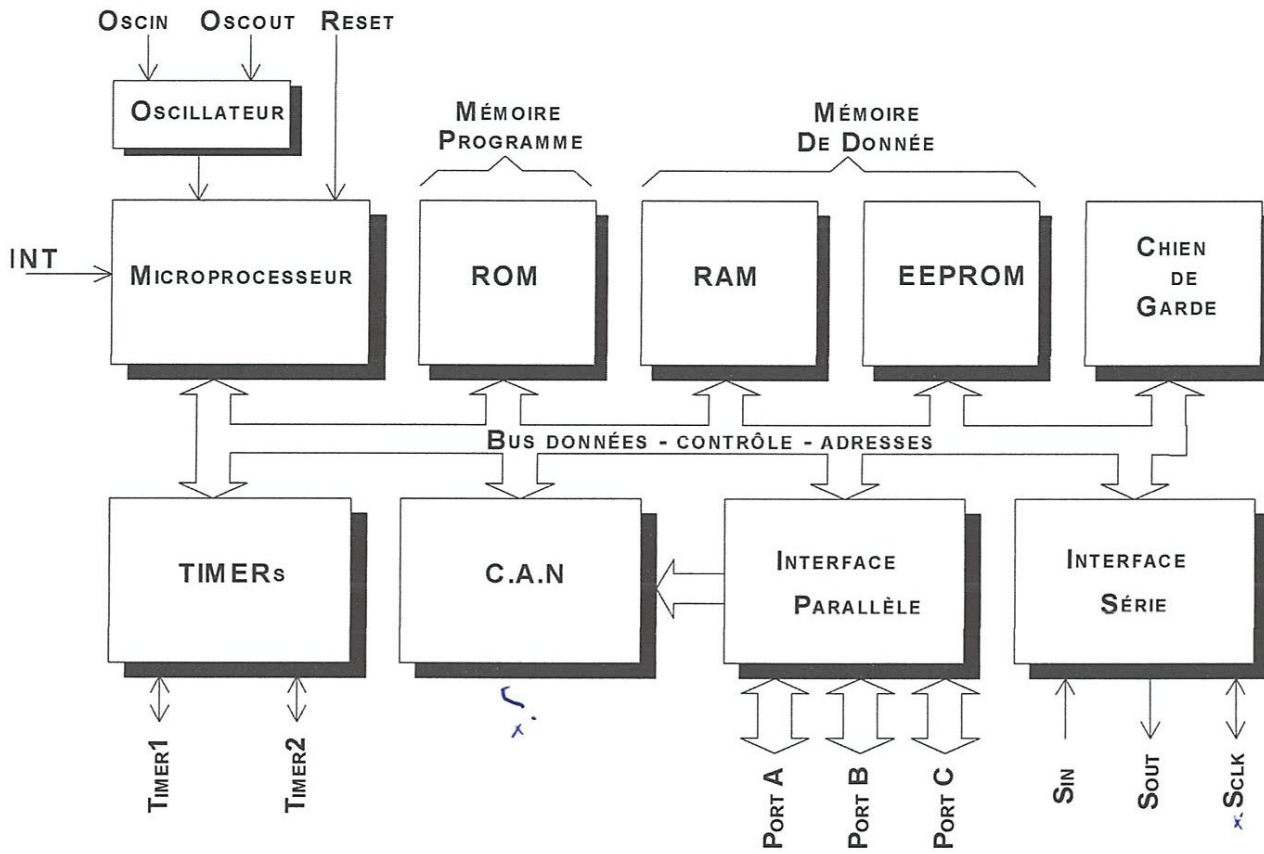 OSCIN OSCOUT RESET
OSCILLATEUR
MÉMOIRE
PROGRAMME
MÉMOIRE
DE DONNÉE
INT
MICROPROCESSEUR
ROM
RAM
EEPROM
CHIEN
DE
GARDE
BUS DONNÉES - CONTRÔLE - ADRESSES
TIMERS
C.A.N
INTERFACE
PARALLÈLE
INTERFACE
SÉRIE
TIMER1
TIMER2
PORT A
PORT B
PORT C
SIN
SOUT
SCLK